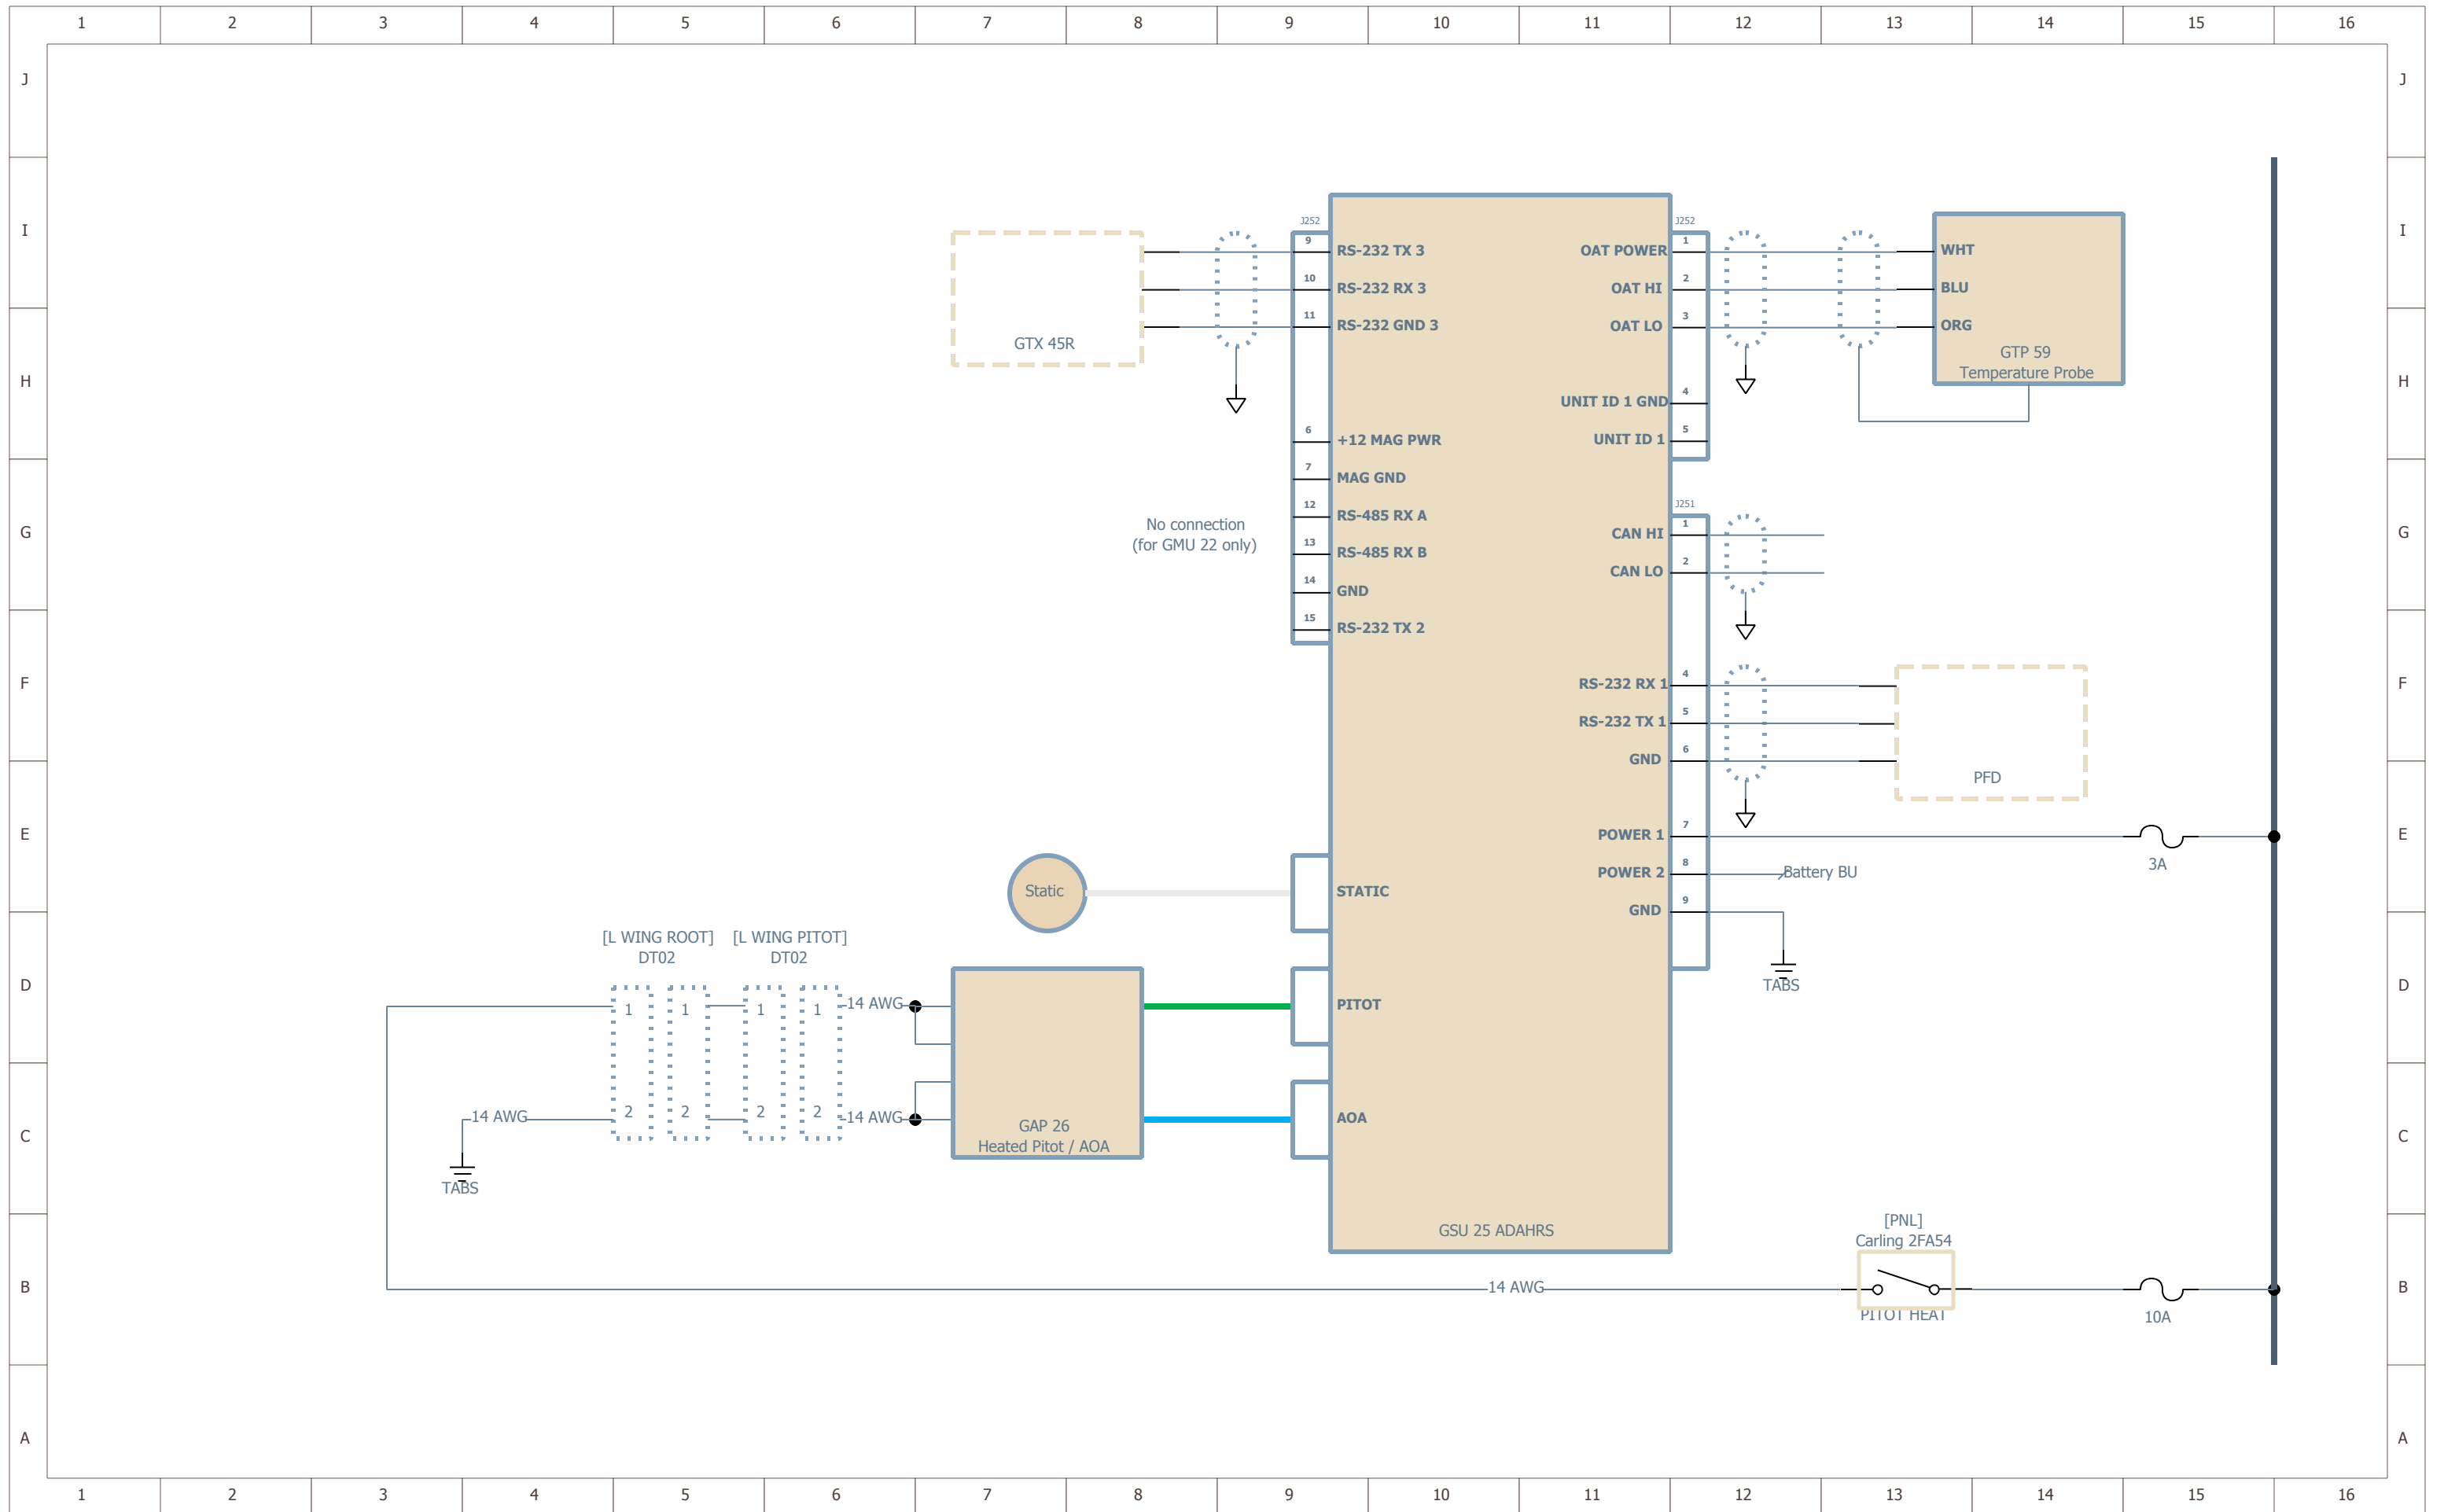 1 2 3 4 5 6 7 8 9 10 11 12 13 14 15 16
J J
I I
H H
G G
F F
E E
D D
C C
B B
A A
J252
9 RS-232 TX 3
10 RS-232 RX 3
11 RS-232 GND 3
GTX 45R
6 +12 MAG PWR
7 MAG GND
12 RS-485 RX A
13 RS-485 RX B
14 GND
15 RS-232 TX 2
No connection
(for GMU 22 only)
J252
OAT POWER 1
OAT HI 2
OAT LO 3
UNIT ID 1 GND 4
UNIT ID 1 5
WHT
BLU
ORG
GTP 59
Temperature Probe
J251
CAN HI 1
CAN LO 2
RS-232 RX 1 4
RS-232 TX 1 5
GND 6
PFD
POWER 1 7
3A
POWER 2 8
Battery BU
GND 9
TABS
Static
STATIC
[L WING ROOT]
DT02
[L WING PITOT]
DT02
1 1 1 1 14 AWG
PITOT
14 AWG 2 2 2 2 14 AWG
AOA
GAP 26
Heated Pitot / AOA
TABS
GSU 25 ADAHRS
[PNL]
Carling 2FA54
14 AWG
PITOT HEAT
10A
1 2 3 4 5 6 7 8 9 10 11 12 13 14 15 16